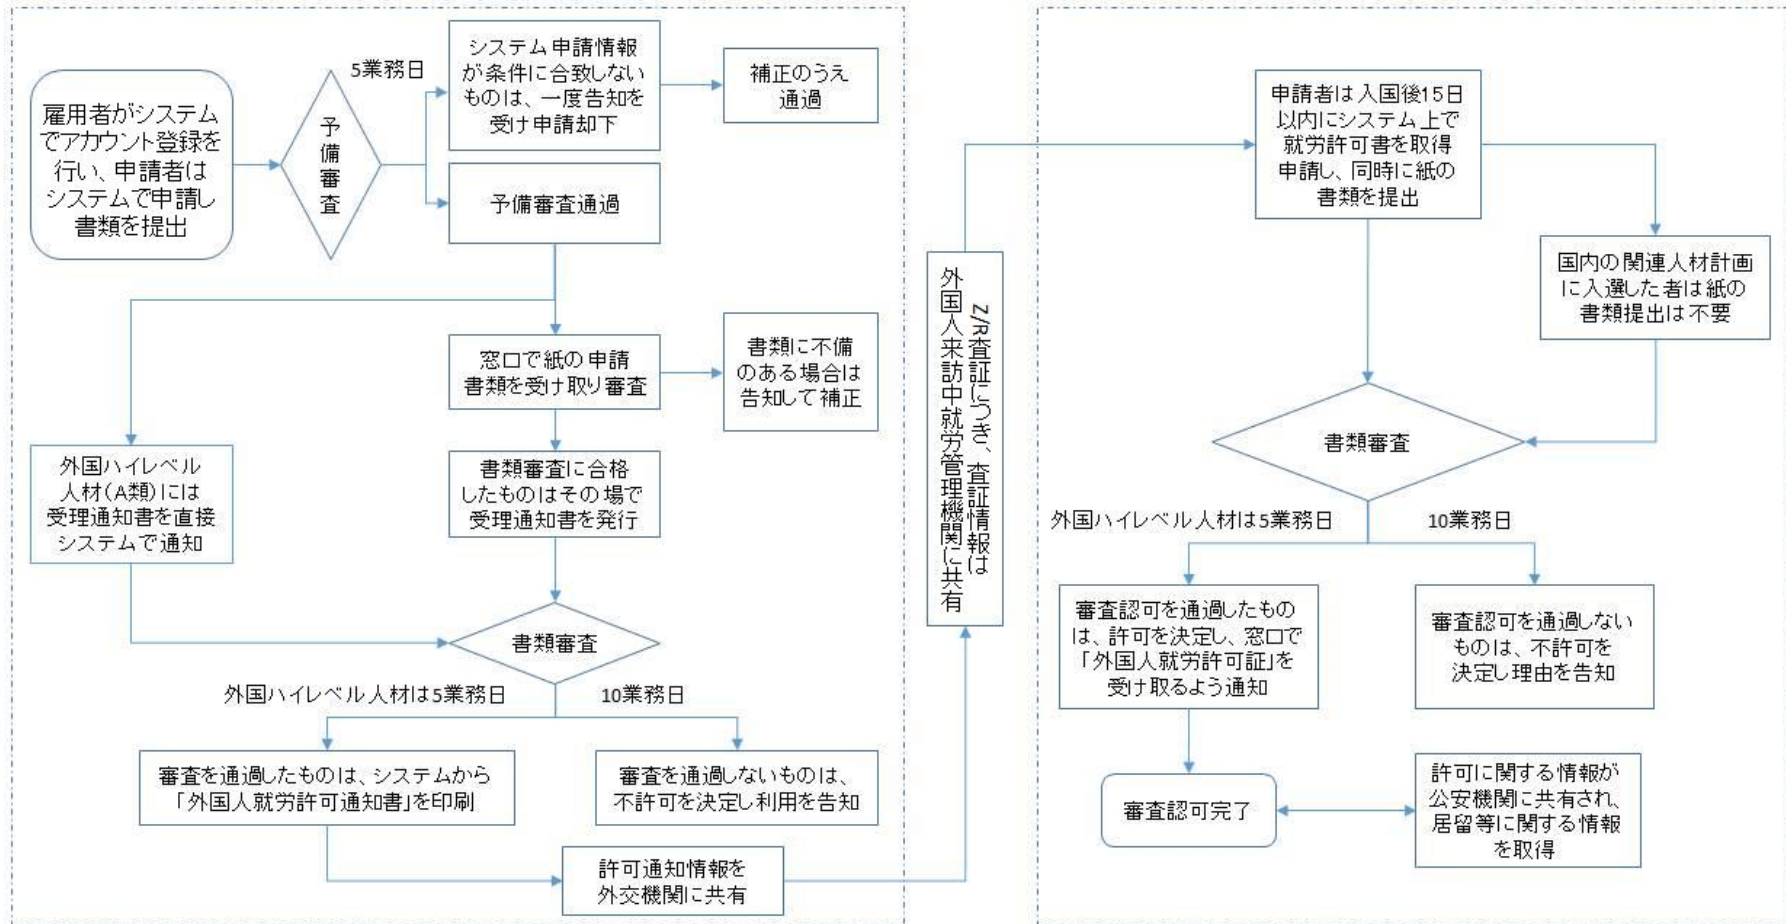 雇用者がシステム
でアカウント登録を
行い、申請者は
システムで申請し
書類を提出
予備審査
5業務日
システム申請情報
が条件に合致しない
ものは、一度告知を
受け申請却下
補正のうえ
通過
予備審査通過
窓口で紙の申請
書類を受け取り審査
書類に不備
のある場合は
告知して補正
外国ハイレベル
人材(A類)には
受理通知書を直接
システムで通知
書類審査に合格
したものはその場で
受理通知書を発行
書類審査
外国ハイレベル人材は5業務日
10業務日
審査を通過したものは、システムから
「外国人就労許可通知書」を印刷
審査を通過しないものは、
不許可を決定し利用を告知
許可通知情報を
外交機関に共有
Z/R査証につき、査証情報は
外国人来訪中就労管理機関に共有
申請者は入国後15日
以内にシステム上で
就労許可書を取得
申請し、同時に紙の
書類を提出
国内の関連人材計画
に入選した者は紙の
書類提出は不要
書類審査
外国ハイレベル人材は5業務日
10業務日
審査認可を通過したもの
は、許可を決定し、窓口で
「外国人就労許可証」を
受け取るよう通知
審査認可を通過しない
ものは、不許可を
決定し理由を告知
審査認可完了
許可に関する情報が
公安機関に共有され、
居留等に関する情報
を取得